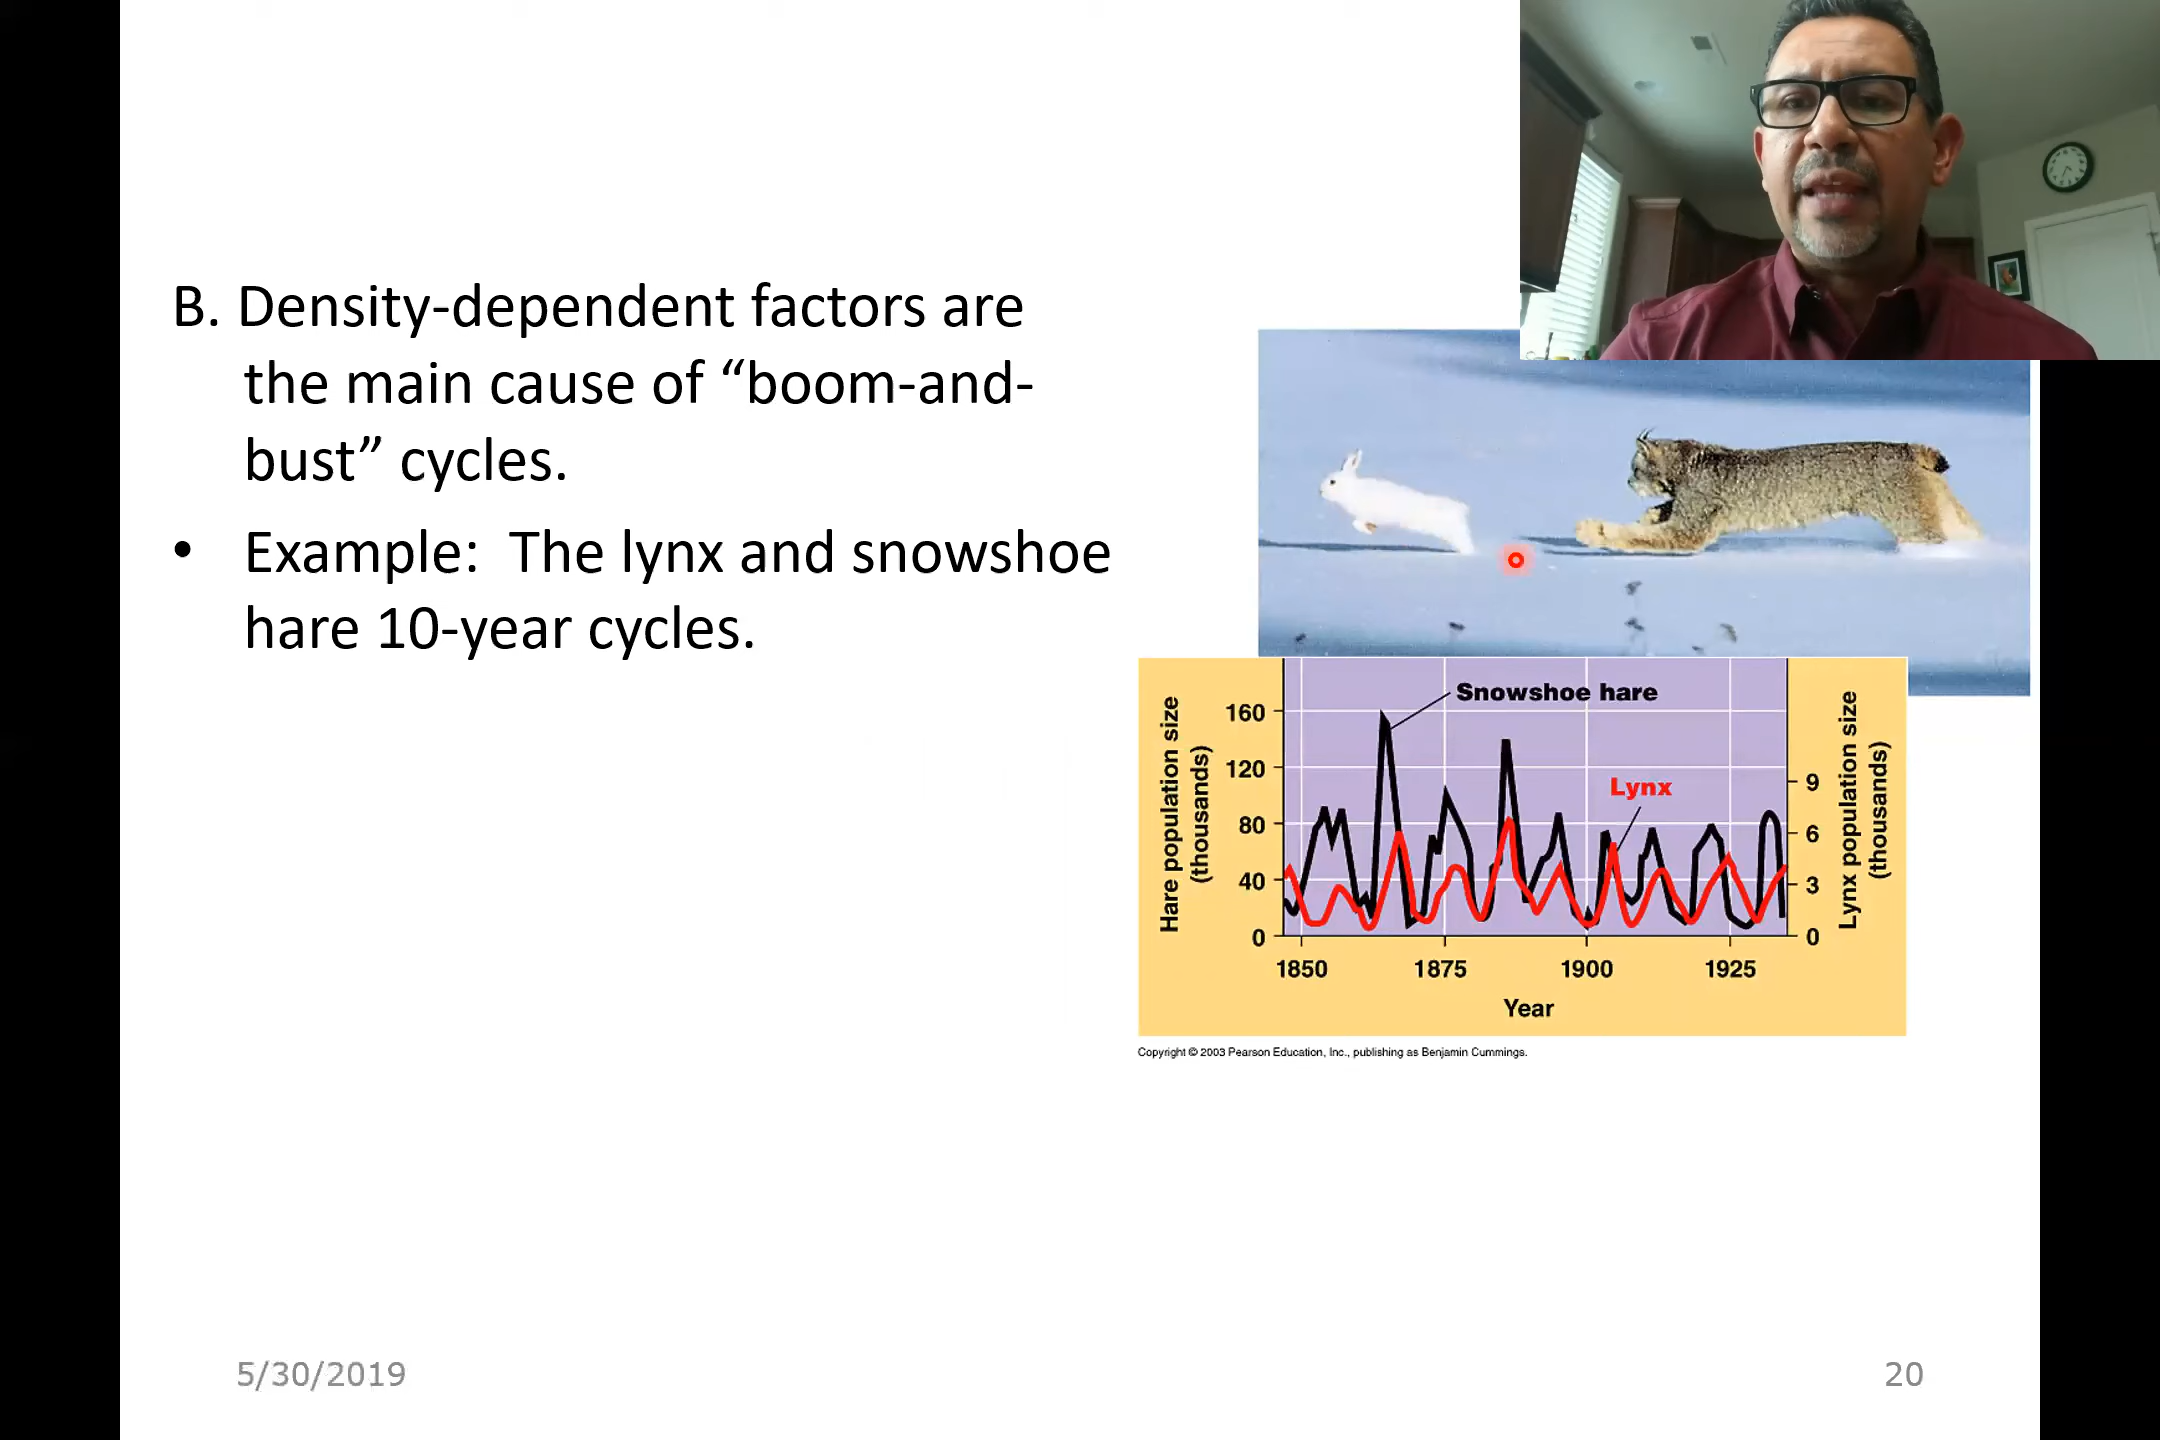 B. Density-dependent factors are
the main cause of “boom-and-
bust” cycles.
• Example:  The lynx and snowshoe
hare 10-year cycles.
Hare population size
(thousands)
160
120
80
40
0
Snowshoe hare
Lynx
9
6
3
0
Lynx population size
(thousands)
1850 1875 1900 1925
Year
Copyright © 2003 Pearson Education, Inc., publishing as Benjamin Cummings.
5/30/2019
20